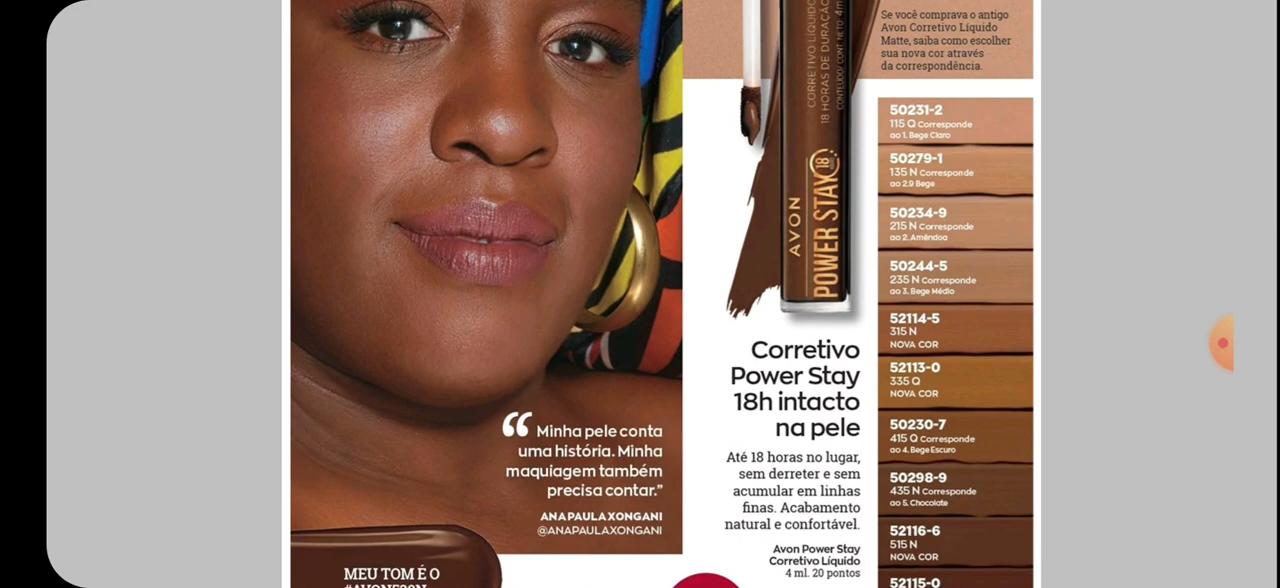 Se você comprava o antigo
Avon Corretivo Líquido
Matte, saiba como escolher
sua nova cor através
da correspondência.
CORRETIVO LÍQUIDO
18 HORAS DE DURAÇÃO
CONTEÚDO/ CONT. NETO: 4m
AVON
POWER STAY 18
50231-2
115 Q Corresponde
ao 1. Bege Claro
50279-1
135 N Corresponde
ao 2.9 Bege
50234-9
215 N Corresponde
ao 2. Amêndoa
50244-5
235 N Corresponde
ao 3. Bege Médio
52114-5
315 N
NOVA COR
52113-0
335 Q
NOVA COR
50230-7
415 Q Corresponde
ao 4. Bege Escuro
50298-9
435 N Corresponde
ao 5. Chocolate
52116-6
515 N
NOVA COR
52115-0
Corretivo
Power Stay
18h intacto
na pele
Até 18 horas no lugar,
sem derreter e sem
acumular em linhas
finas. Acabamento
natural e confortável.
Avon Power Stay
Corretivo Líquido
4 ml. 20 pontos
“ Minha pele conta
uma história. Minha
maquiagem também
precisa contar.”
ANA PAULA XONGANI
@ANAPAULAXONGANI
MEU TOM É O